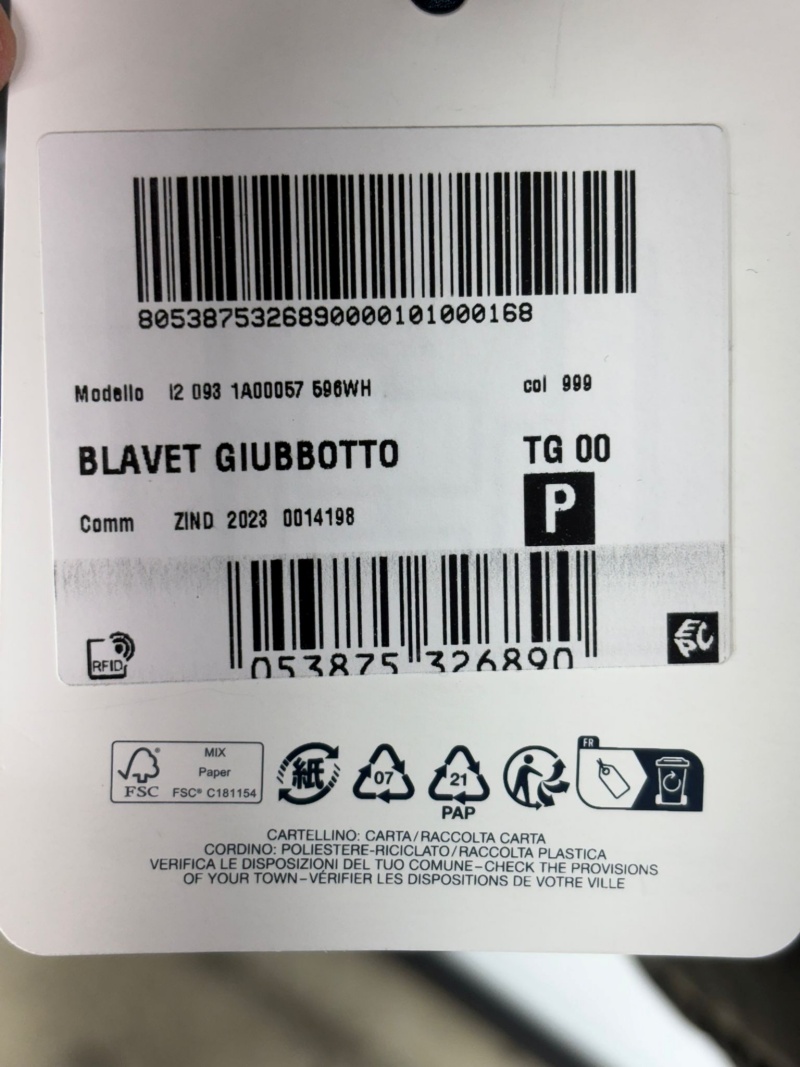 8053875326890000101000168
Modello I2 093 1A00057 596WH col 999
BLAVET GIUBBOTTO TG 00
P
Comm ZIND 2023 0014198
RFID
053875 326890
EPC
MIX
Paper
FSC FSC® C181154
紙
07
21
PAP
FR
CARTELLINO: CARTA/RACCOLTA CARTA
CORDINO: POLIESTERE-RICICLATO/RACCOLTA PLASTICA
VERIFICA LE DISPOSIZIONI DEL TUO COMUNE-CHECK THE PROVISIONS
OF YOUR TOWN-VÉRIFIER LES DISPOSITIONS DE VOTRE VILLE